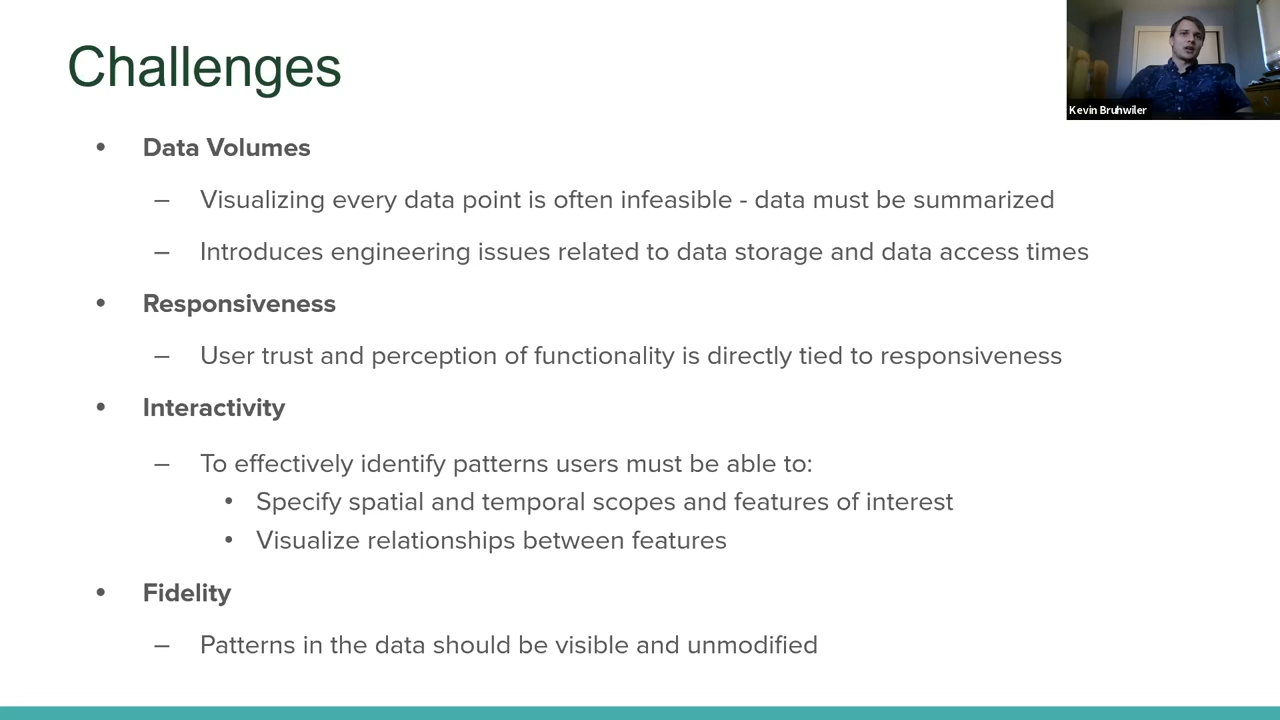 Challenges
Kevin Bruhwiler
• Data Volumes
– Visualizing every data point is often infeasible - data must be summarized
– Introduces engineering issues related to data storage and data access times
• Responsiveness
– User trust and perception of functionality is directly tied to responsiveness
• Interactivity
– To effectively identify patterns users must be able to:
• Specify spatial and temporal scopes and features of interest
• Visualize relationships between features
• Fidelity
– Patterns in the data should be visible and unmodified